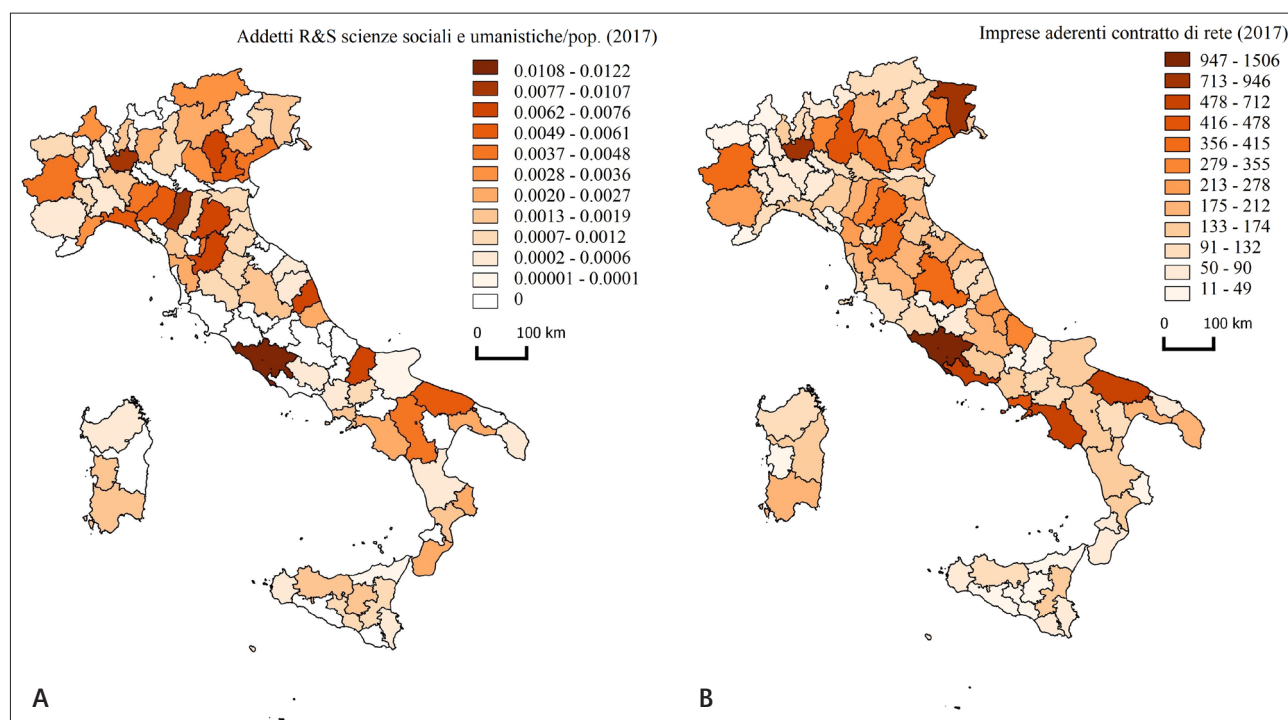 Addetti R&S scienze sociali e umanistiche/pop. (2017)
0.0108 - 0.0122
0.0077 - 0.0107
0.0062 - 0.0076
0.0049 - 0.0061
0.0037 - 0.0048
0.0028 - 0.0036
0.0020 - 0.0027
0.0013 - 0.0019
0.0007- 0.0012
0.0002 - 0.0006
0.00001 - 0.0001
0
0 100 km
A
Imprese aderenti contratto di rete (2017)
947 - 1506
713 - 946
478 - 712
416 - 478
356 - 415
279 - 355
213 - 278
175 - 212
133 - 174
91 - 132
50 - 90
11 - 49
0 100 km
B